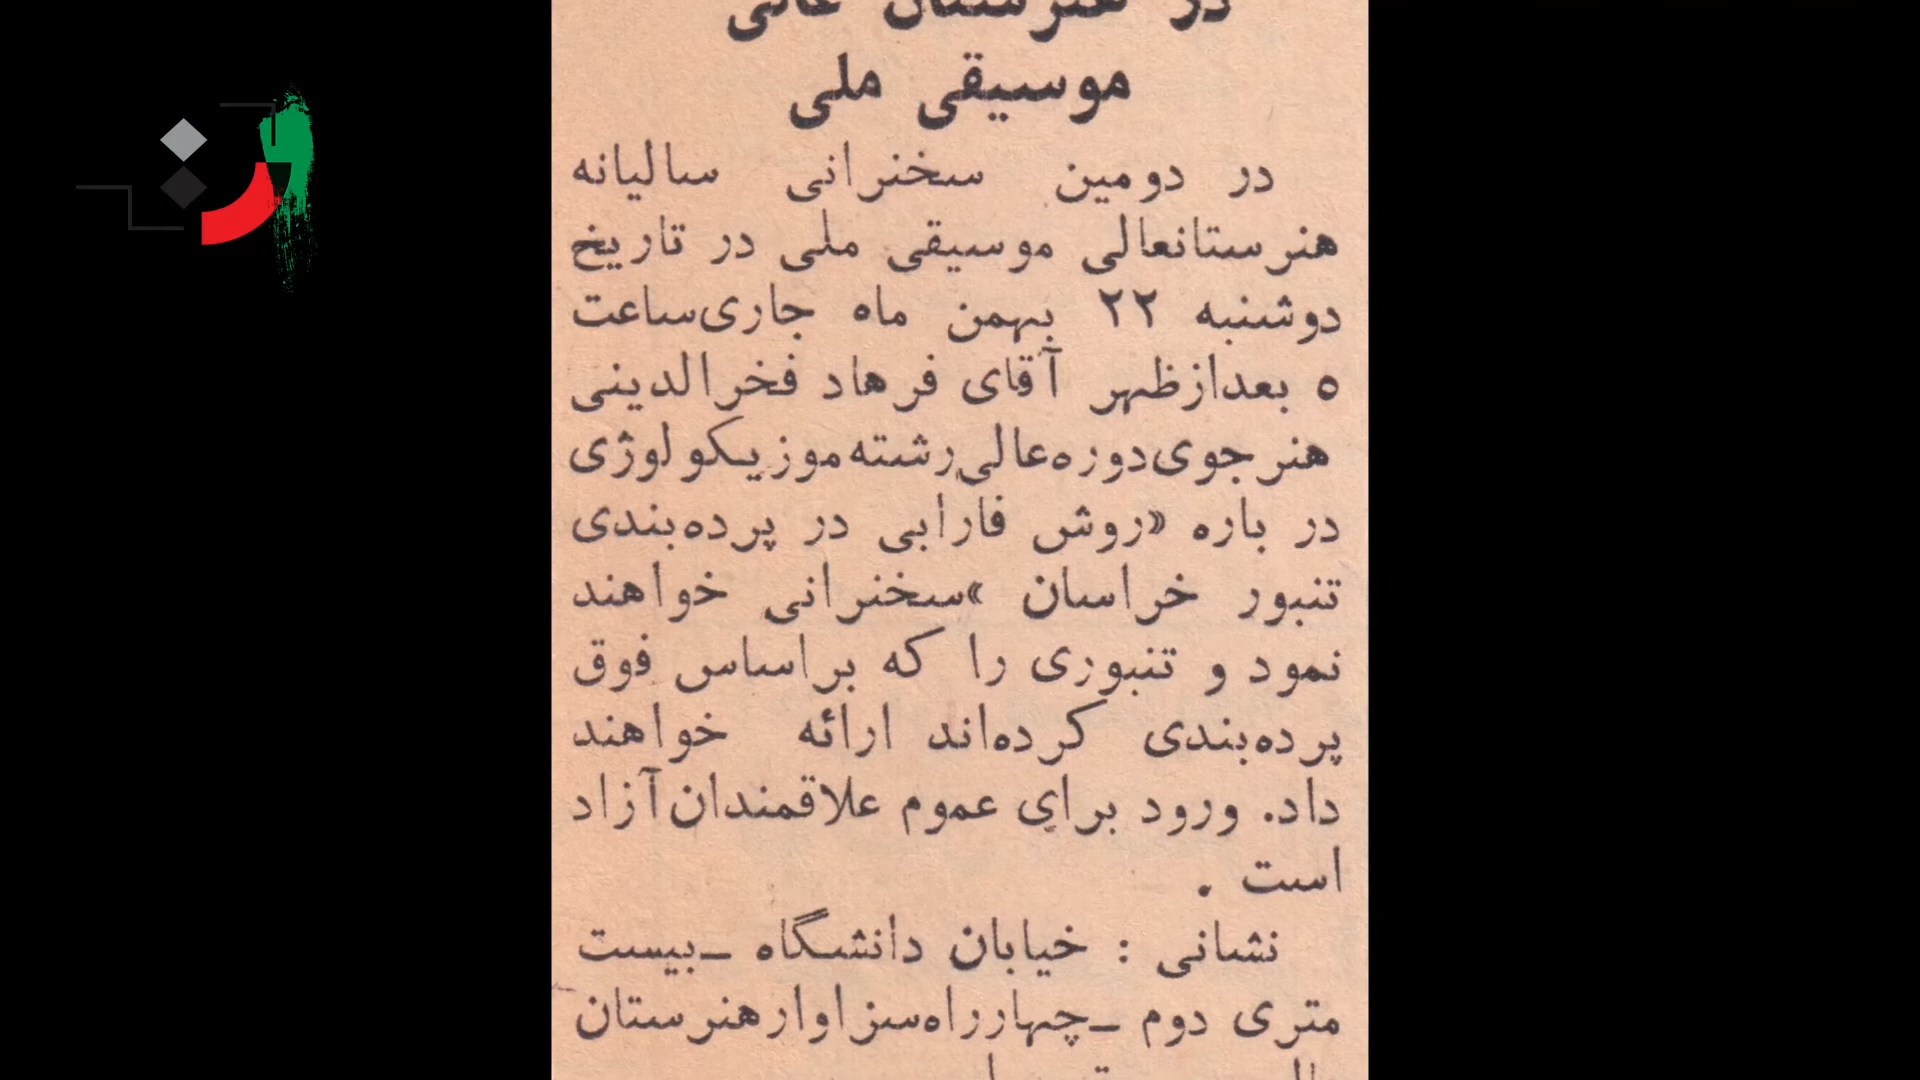 در هنرستان عالی
موسیقی ملی
در دومین سخنرانی سالیانه
هنرستانعالی موسیقی ملی در تاریخ
دوشنبه ۲۲ بهمن ماه جاری‌ساعت
۵ بعدازظهر آقای فرهاد فخرالدینی
هنرجوی‌دوره‌عالی‌رشته‌موزیکولوژی
در باره «روش فارابی در پرده‌بندی
تنبور خراسان »سخنرانی خواهند
نمود و تنبوری را که براساس فوق
پرده‌بندی کرده‌اند ارائه خواهند
داد. ورود برای عموم علاقمندان‌آزاد
است .
نشانی : خیابان دانشگاه ـ‌بیست
متری دوم ـ‌چهارراه‌سزاوارهنرستان